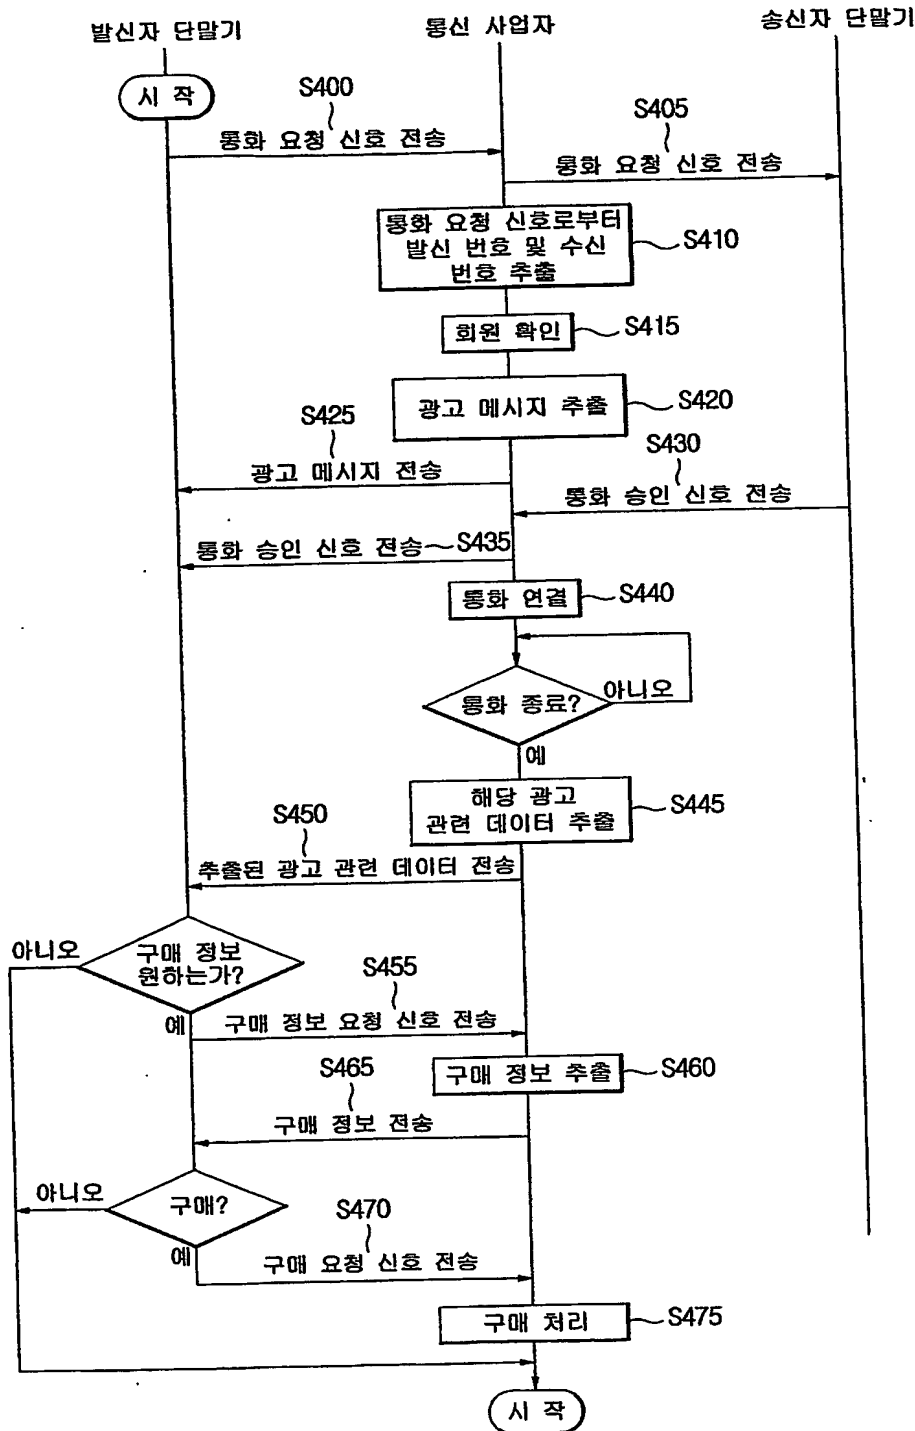 발신자 단말기
통신 사업자
송신자 단말기
시 작
S400
통화 요청 신호 전송
S405
통화 요청 신호 전송
통화 요청 신호로부터
발신 번호 및 수신
번호 추출
S410
회원 확인
S415
광고 메시지 추출
S420
S425
광고 메시지 전송
S430
통화 승인 신호 전송
통화 승인 신호 전송
S435
통화 연결
S440
통화 종료?
아니오
예
해당 광고
관련 데이터 추출
S445
S450
추출된 광고 관련 데이터 전송
구매 정보
원하는가?
아니오
예
S455
구매 정보 요청 신호 전송
구매 정보 추출
S460
S465
구매 정보 전송
아니오
구매?
예
S470
구매 요청 신호 전송
구매 처리
S475
시 작